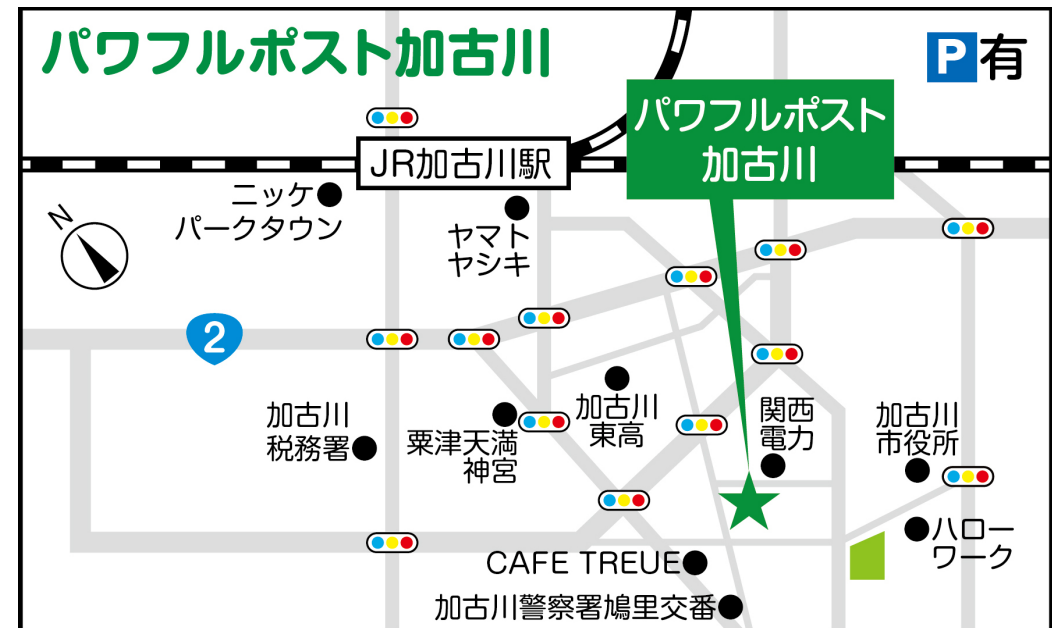 パワフルポスト加古川
P有
パワフルポスト
加古川
JR加古川駅
ニッケ
パークタウン
N
ヤマト
ヤシキ
2
加古川
税務署
粟津天満
神宮
加古川
東高
関西
電力
加古川
市役所
ハロー
ワーク
CAFE TREUE
加古川警察署鳩里交番